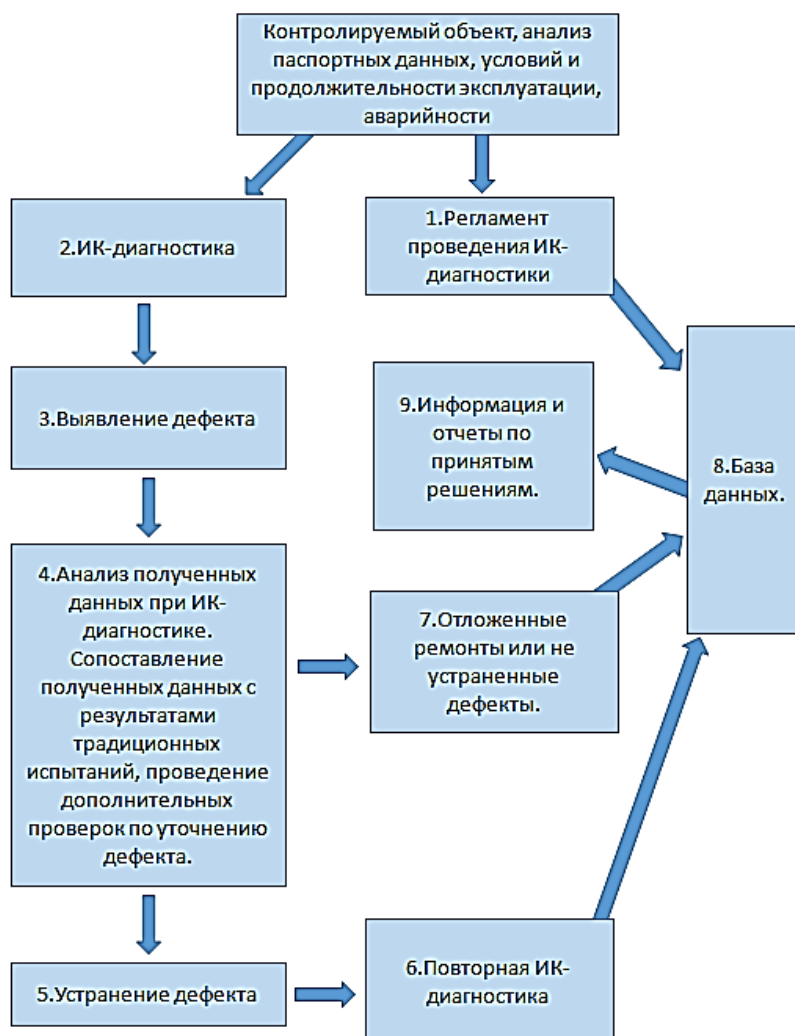 Контролируемый объект, анализ
паспортных данных, условий и
продолжительности эксплуатации,
аварийности
1.Регламент
проведения ИК-
диагностики
2.ИК-диагностика
3.Выявление дефекта
4.Анализ полученных
данных при ИК-
диагностике.
Сопоставление
полученных данных с
результатами
традиционных
испытаний, проведение
дополнительных
проверок по уточнению
дефекта.
5.Устранение дефекта
6.Повторная ИК-
диагностика
7.Отложенные
ремонты или не
устраненные
дефекты.
8.База
данных.
9.Информация и
отчеты по
принятым
решениям.